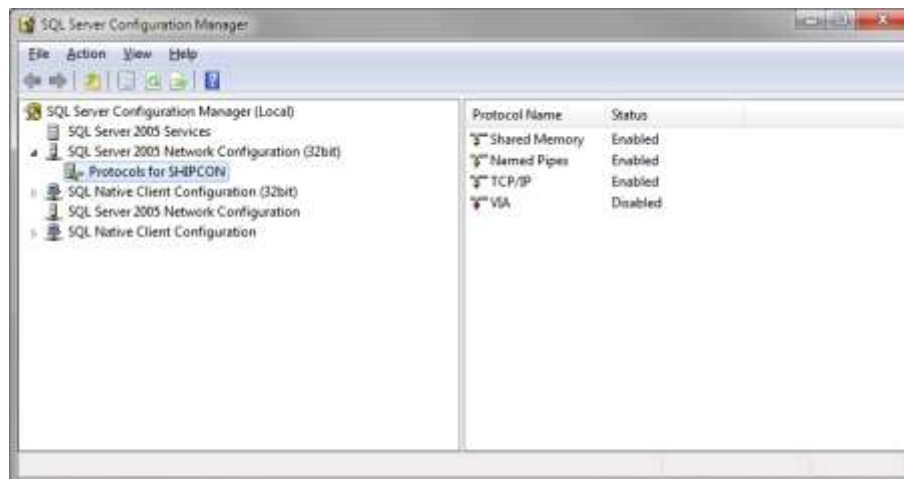 SQL Server Configuration Manager
File Action View Help
SQL Server Configuration Manager (Local)
SQL Server 2005 Services
SQL Server 2005 Network Configuration (32bit)
Protocols for SHIPCON
SQL Native Client Configuration (32bit)
SQL Server 2005 Network Configuration
SQL Native Client Configuration
Protocol Name Status
Shared Memory Enabled
Named Pipes Enabled
TCP/IP Enabled
VIA Disabled